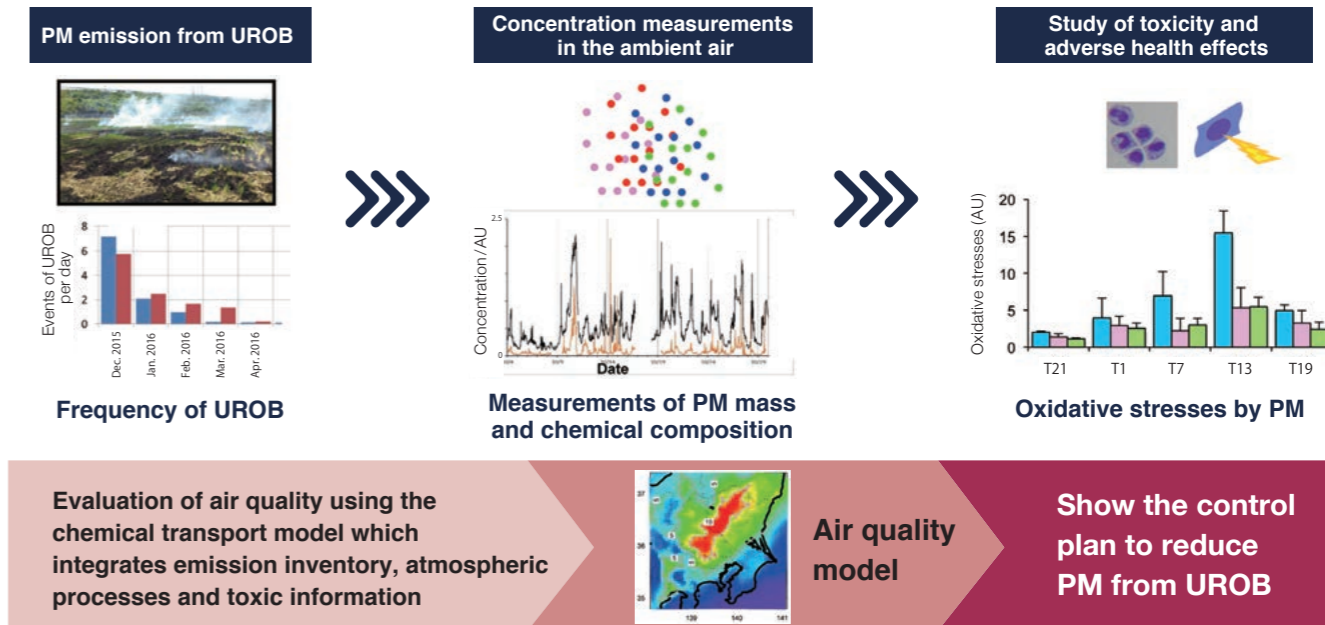 PM emission from UROB
Concentration measurements
in the ambient air
Study of toxicity and
adverse health effects
Events of UROB
per day
8
6
4
2
0
Dec. 2015
Jan. 2016
Feb. 2016
Mar. 2016
Apr. 2016
Frequency of UROB
Concentration / AU
2.5
0
Date
Measurements of PM mass
and chemical composition
Oxidative stresses (AU)
20
15
10
5
0
T21
T1
T7
T13
T19
Oxidative stresses by PM
Evaluation of air quality using the
chemical transport model which
integrates emission inventory, atmospheric
processes and toxic information
37
36
35
139
140
141
Air quality
model
Show the control
plan to reduce
PM from UROB